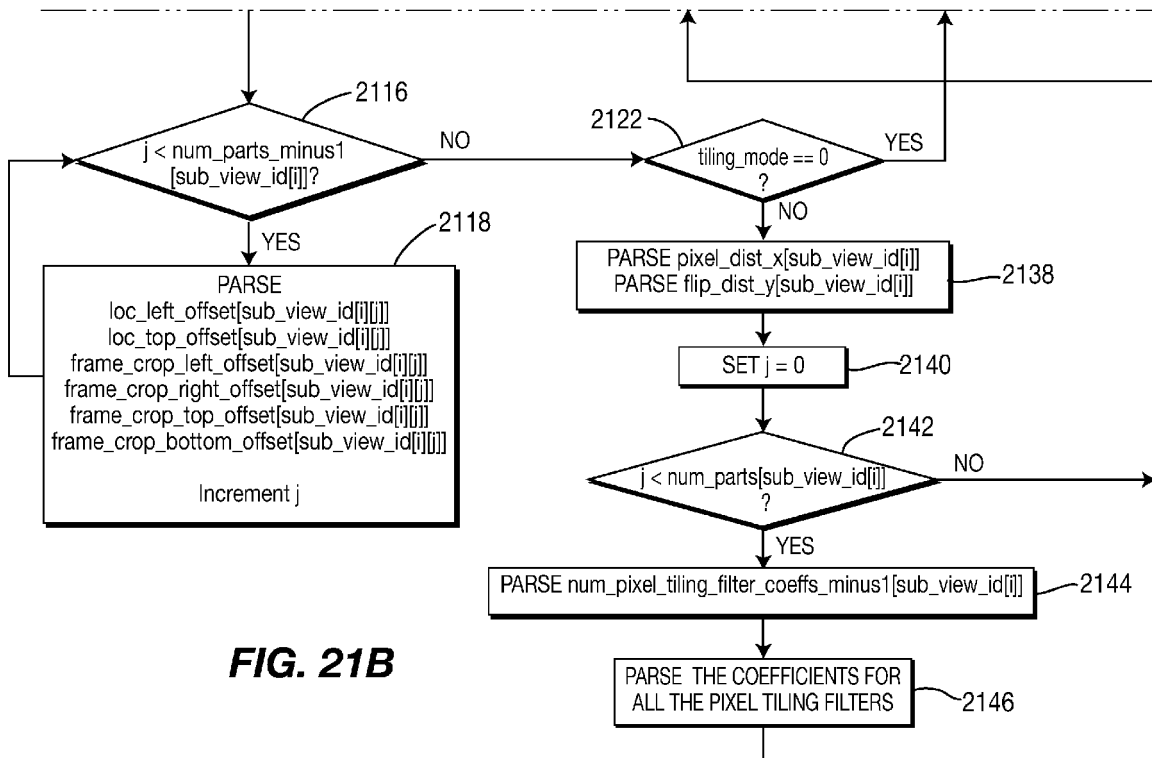 2116
j < num_parts_minus1
[sub_view_id[i]]?
NO
YES
2118
PARSE
loc_left_offset[sub_view_id[i][j]]
loc_top_offset[sub_view_id[i][j]]
frame_crop_left_offset[sub_view_id[i][j]]
frame_crop_right_offset[sub_view_id[i][j]]
frame_crop_top_offset[sub_view_id[i][j]]
frame_crop_bottom_offset[sub_view_id[i][j]]
Increment j
2122
tiling_mode == 0
?
YES
NO
PARSE pixel_dist_x[sub_view_id[i]]
PARSE flip_dist_y[sub_view_id[i]]
2138
SET j = 0
2140
2142
j < num_parts[sub_view_id[i]]
?
NO
YES
PARSE num_pixel_tiling_filter_coeffs_minus1[sub_view_id[i]]
2144
PARSE THE COEFFICIENTS FOR
ALL THE PIXEL TILING FILTERS
2146
FIG. 21B